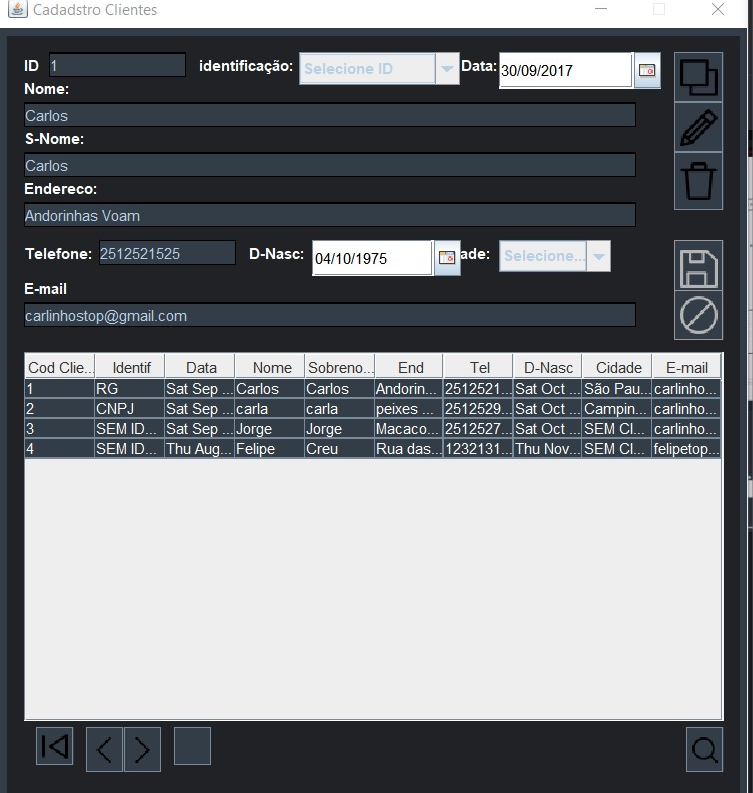 Cadadstro Clientes
ID 1 identificação: Selecione ID Data: 30/09/2017
Nome:
Carlos
S-Nome:
Carlos
Endereco:
Andorinhas Voam
Telefone: 2512521525 D-Nasc: 04/10/1975 ade: Selecione...
E-mail
carlinhostop@gmail.com
Cod Clie... Identif Data Nome Sobreno... End Tel D-Nasc Cidade E-mail
1 RG Sat Sep ... Carlos Carlos Andorin... 2512521... Sat Oct ... São Pau... carlinho...
2 CNPJ Sat Sep ... carla carla peixes ... 2512529... Sat Oct ... Campin... carlinho...
3 SEM ID... Sat Sep ... Jorge Jorge Macaco... 2512527... Sat Oct ... SEM CI... carlinho...
4 SEM ID... Thu Aug... Felipe Creu Rua das... 1232131... Thu Nov... SEM CI... felipetop...